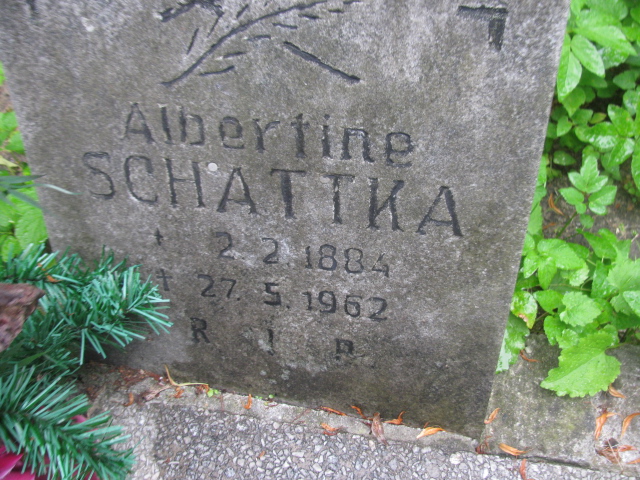 Albertine
SCHATTKA
* 2.2.1884
† 27.5.1962
R I P